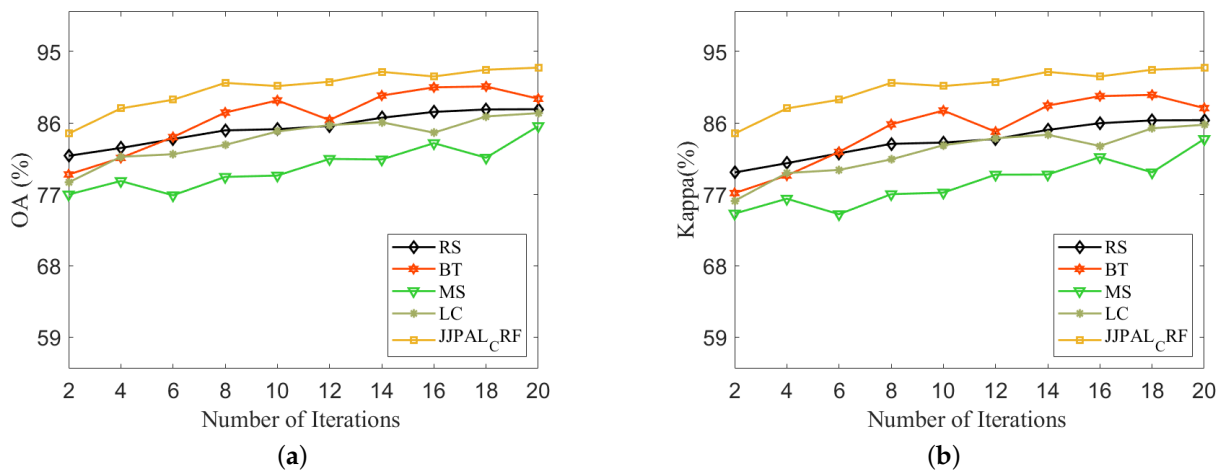 95
86
77
68
59
OA (%)
RS
BT
MS
LC
JJPAL_CRF
2 4 6 8 10 12 14 16 18 20
Number of Iterations
(a)
95
86
77
68
59
Kappa(%)
RS
BT
MS
LC
JJPAL_CRF
2 4 6 8 10 12 14 16 18 20
Number of Iterations
(b)